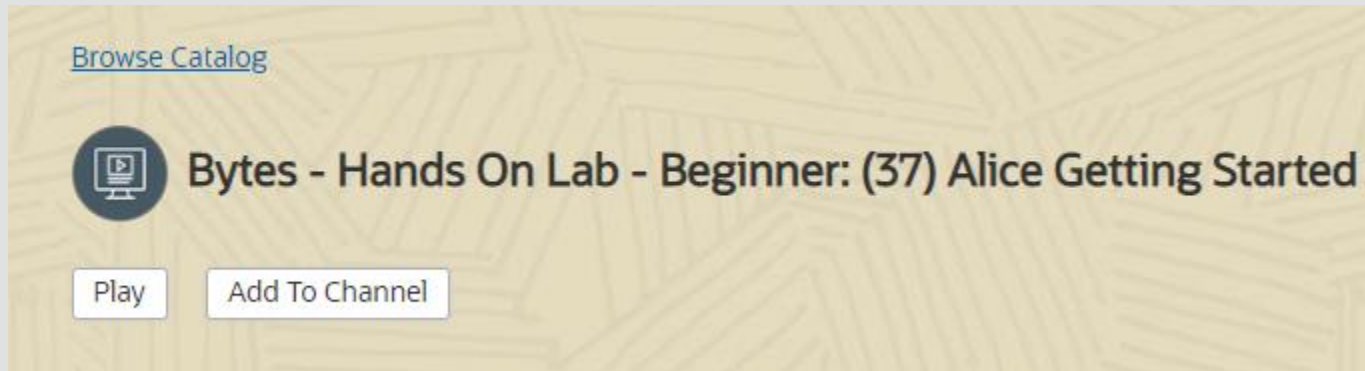 Browse Catalog
Bytes - Hands On Lab - Beginner: (37) Alice Getting Started
Play
Add To Channel